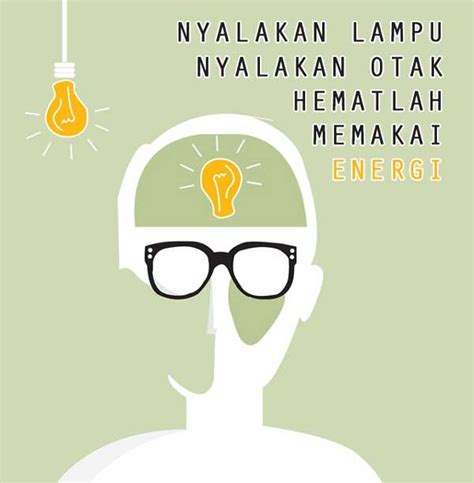 NYALAKAN LAMPU
NYALAKAN OTAK
HEMATLAH
MEMAKAI
ENERGI